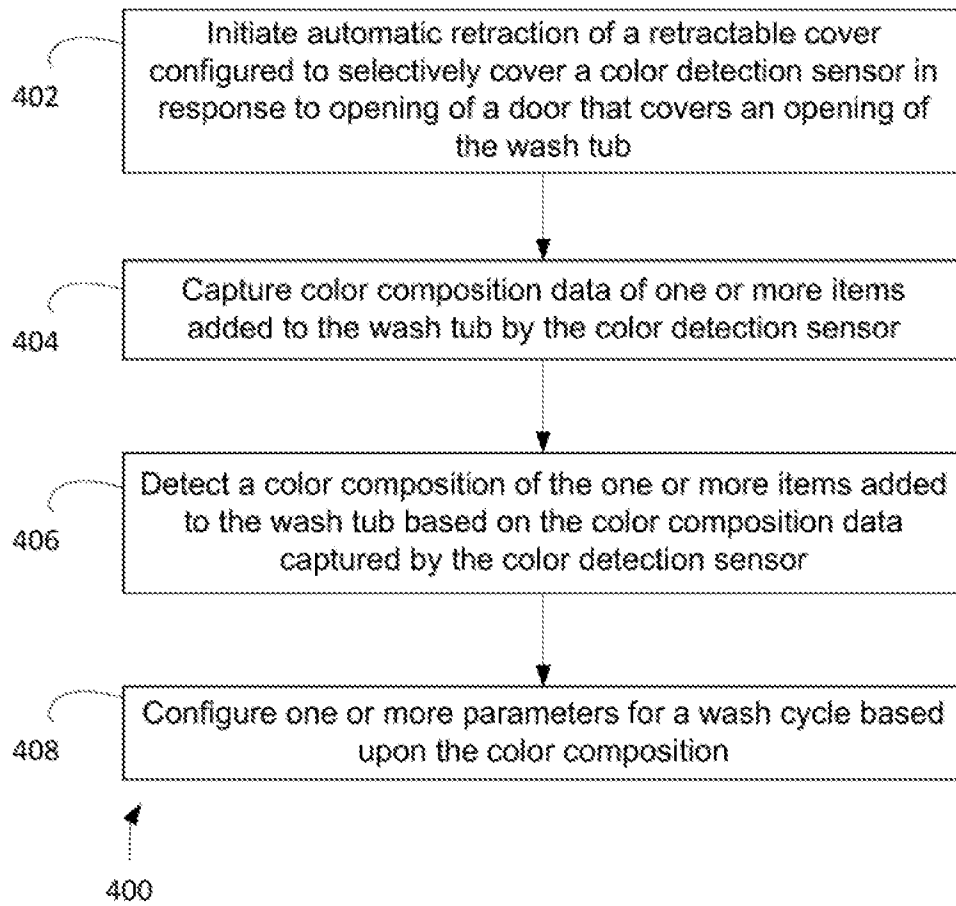 Initiate automatic retraction of a retractable cover
configured to selectively cover a color detection sensor in
response to opening of a door that covers an opening of
the wash tub
402
Capture color composition data of one or more items
added to the wash tub by the color detection sensor
404
Detect a color composition of the one or more items added
to the wash tub based on the color composition data
captured by the color detection sensor
406
Configure one or more parameters for a wash cycle based
upon the color composition
408
400